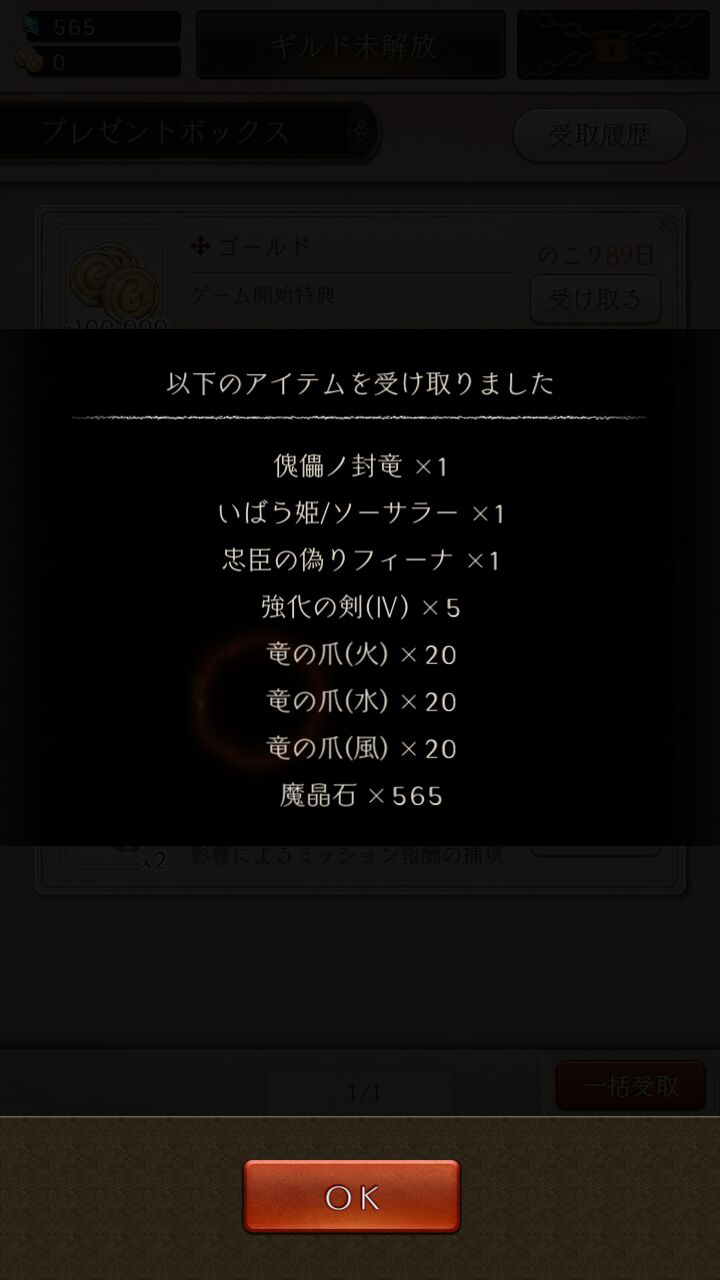 565
0
ギルド未解放
プレゼントボックス
受取履歴
ゴールド
のこり89日
ゲーム開始特典
受け取る
x100,000
以下のアイテムを受け取りました
傀儡ノ封竜 ×1
いばら姫/ソーサラー ×1
忠臣の偽りフィーナ ×1
強化の剣(Ⅳ) ×5
竜の爪(火) ×20
竜の爪(水) ×20
竜の爪(風) ×20
魔晶石 ×565
x2
影響によるミッション報酬の補填
1/1
一括受取
OK